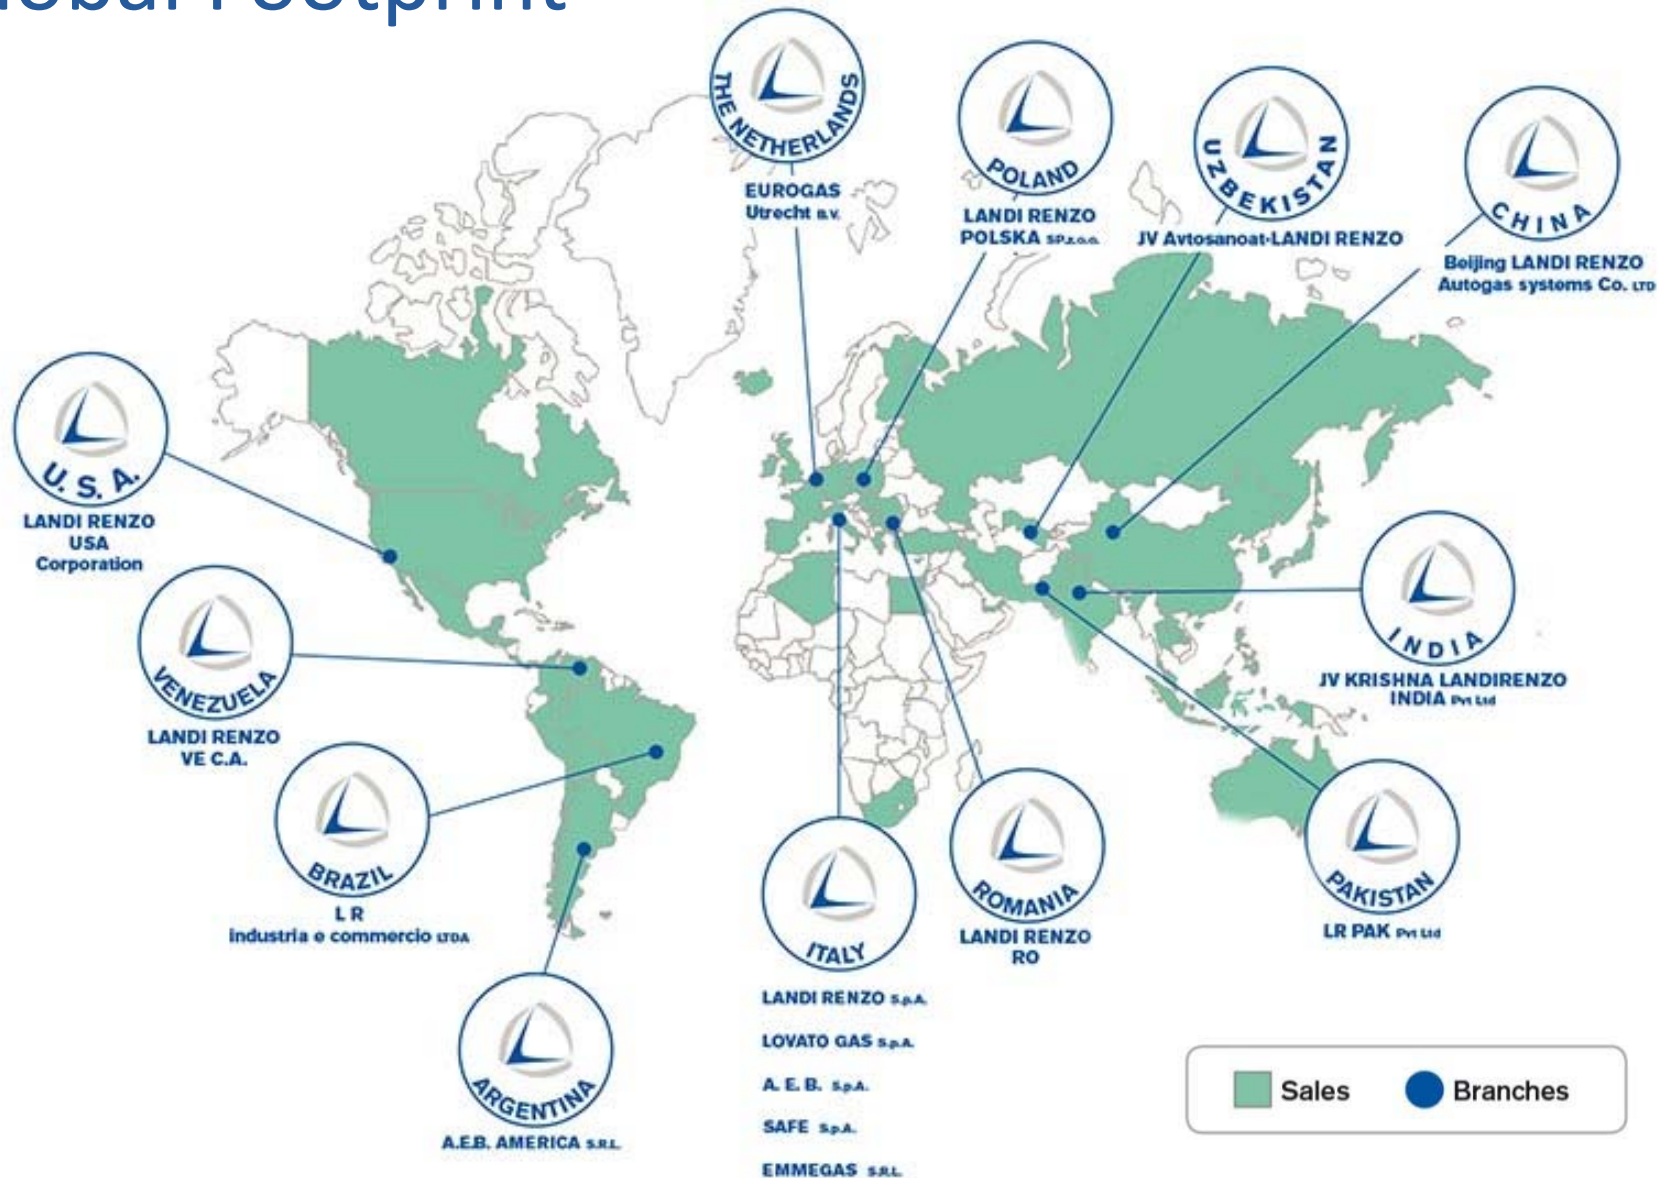 Footprint
THE NETHERLANDS
EUROGAS
Utrecht B.V.
POLAND
LANDI RENZO
POLSKA SP.z.o.o.
UZBEKISTAN
JV Avtosanoat-LANDI RENZO
CHINA
Beijing LANDI RENZO
Autogas systems Co. LTD
U. S. A.
LANDI RENZO
USA
Corporation
VENEZUELA
LANDI RENZO
VE C.A.
BRAZIL
L R
industria e commercio LTDA
ARGENTINA
A.E.B. AMERICA S.R.L.
ITALY
LANDI RENZO S.p.A.
LOVATO GAS S.p.A.
A. E. B. S.p.A.
SAFE S.p.A.
EMMEGAS S.R.L.
ROMANIA
LANDI RENZO
RO
INDIA
JV KRISHNA LANDIRENZO
INDIA Pvt Ltd
PAKISTAN
LR PAK Pvt Ltd
Sales
Branches